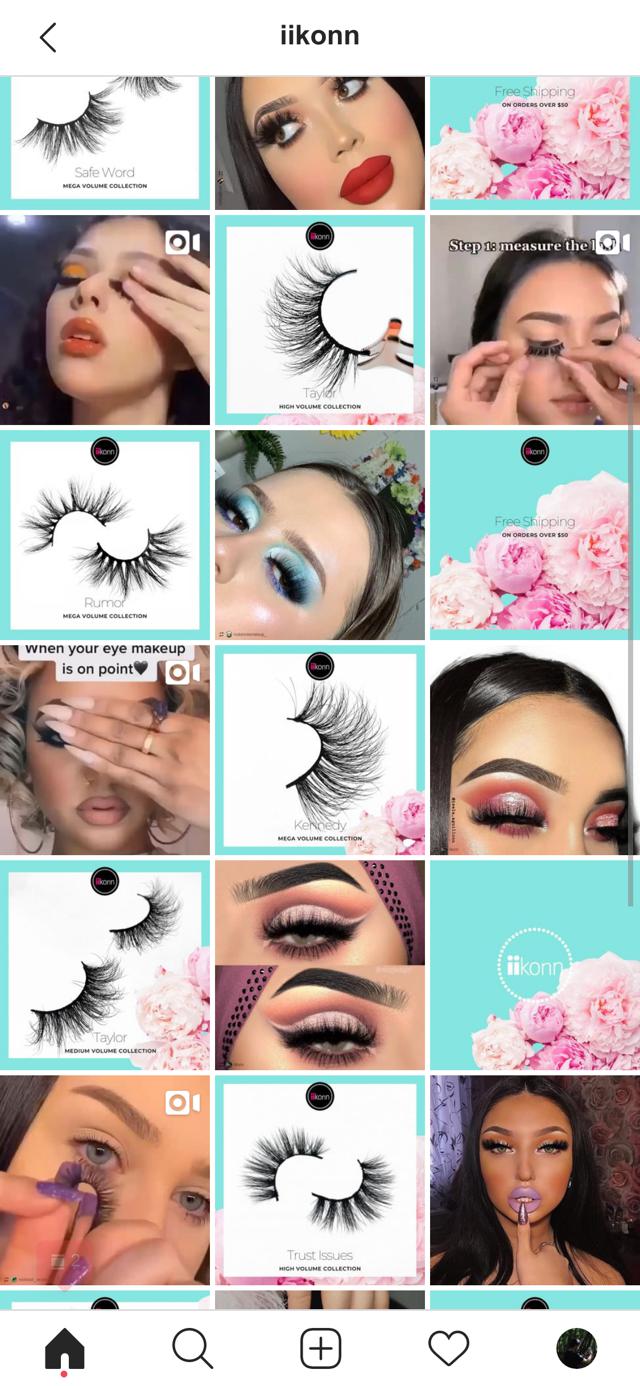 iikonn
Safe Word
MEGA VOLUME COLLECTION
Free Shipping
ON ORDERS OVER $50
iikonn
Taylor
HIGH VOLUME COLLECTION
Step 1: measure the
iikonn
Rumor
MEGA VOLUME COLLECTION
iikonn
Free Shipping
ON ORDERS OVER $50
When your eye makeup
is on point🖤
iikonn
Kennedy
MEGA VOLUME COLLECTION
iikonn
Taylor
MEDIUM VOLUME COLLECTION
iikonn
2
iikonn
Trust Issues
HIGH VOLUME COLLECTION